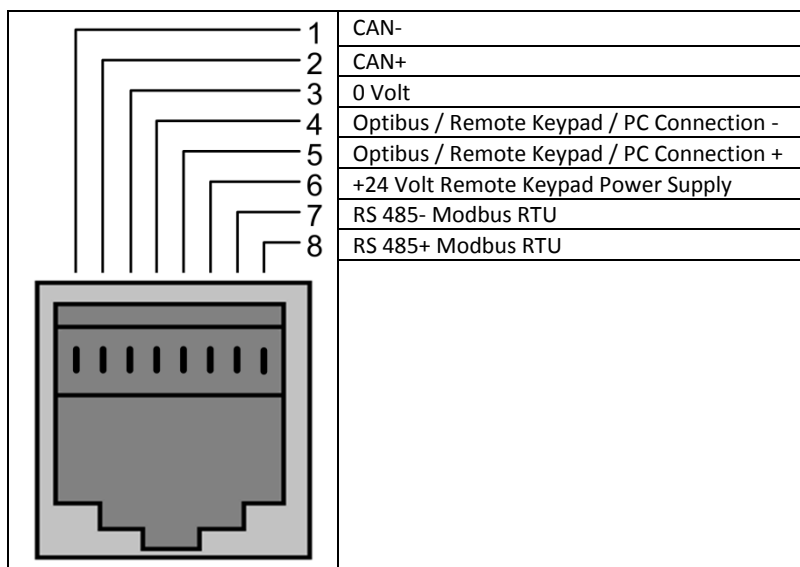 1 CAN-
2 CAN+
3 0 Volt
4 Optibus / Remote Keypad / PC Connection -
5 Optibus / Remote Keypad / PC Connection +
6 +24 Volt Remote Keypad Power Supply
7 RS 485- Modbus RTU
8 RS 485+ Modbus RTU